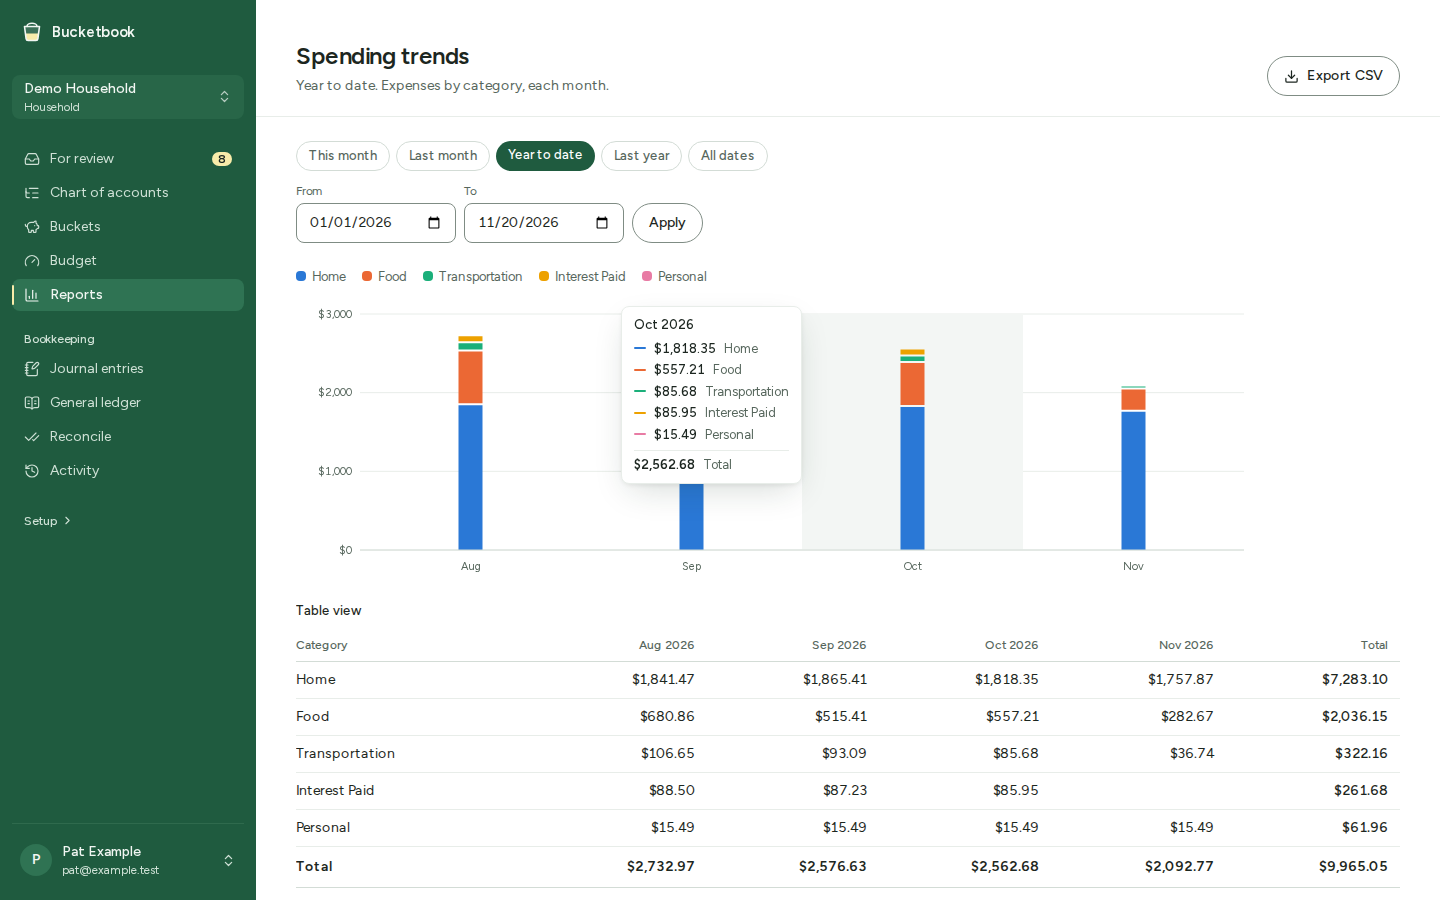 Bucketbook
Demo Household
Household
For review 8
Chart of accounts
Buckets
Budget
Reports
Bookkeeping
Journal entries
General ledger
Reconcile
Activity
Setup
P
Pat Example
pat@example.test
Spending trends
Year to date. Expenses by category, each month.
Export CSV
This month Last month Year to date Last year All dates
From To
01/01/2026 11/20/2026 Apply
Home Food Transportation Interest Paid Personal
$3,000
$2,000
$1,000
$0
Aug Sep Oct Nov
Oct 2026
$1,818.35 Home
$557.21 Food
$85.68 Transportation
$85.95 Interest Paid
$15.49 Personal
$2,562.68 Total
Table view
Category Aug 2026 Sep 2026 Oct 2026 Nov 2026 Total
Home $1,841.47 $1,865.41 $1,818.35 $1,757.87 $7,283.10
Food $680.86 $515.41 $557.21 $282.67 $2,036.15
Transportation $106.65 $93.09 $85.68 $36.74 $322.16
Interest Paid $88.50 $87.23 $85.95 $261.68
Personal $15.49 $15.49 $15.49 $15.49 $61.96
Total $2,732.97 $2,576.63 $2,562.68 $2,092.77 $9,965.05